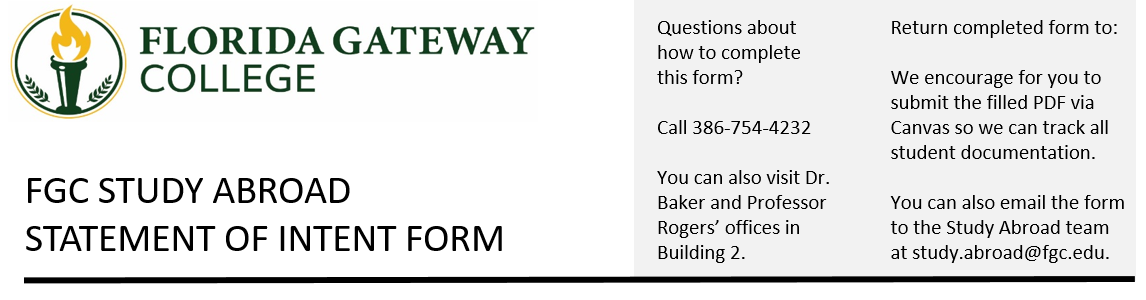 FLORIDA GATEWAY
COLLEGE
FGC STUDY ABROAD
STATEMENT OF INTENT FORM
Questions about
how to complete
this form?
Call 386-754-4232
You can also visit Dr.
Baker and Professor
Rogers’ offices in
Building 2.
Return completed form to:
We encourage for you to
submit the filled PDF via
Canvas so we can track all
student documentation.
You can also email the form
to the Study Abroad team
at study.abroad@fgc.edu.